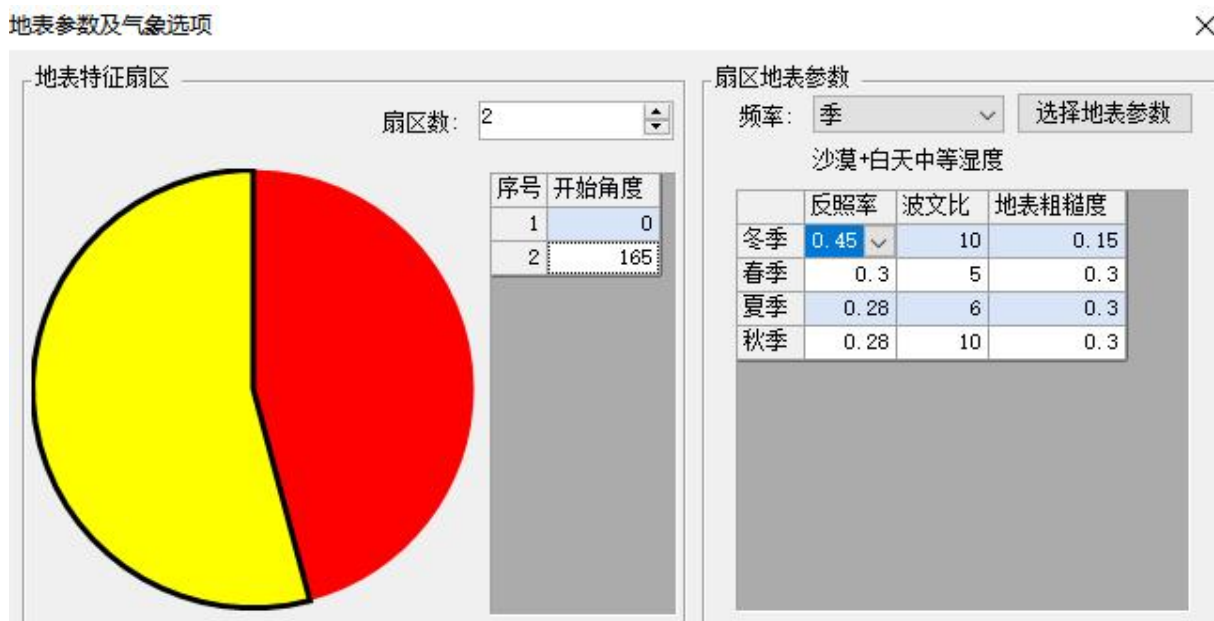 地表参数及气象选项
地表特征扇区
扇区数: 2
序号 开始角度
1 0
2 165
扇区地表参数
频率: 季 选择地表参数
沙漠+白天中等湿度
反照率 波文比 地表粗糙度
冬季 0.45 10 0.15
春季 0.3 5 0.3
夏季 0.28 6 0.3
秋季 0.28 10 0.3